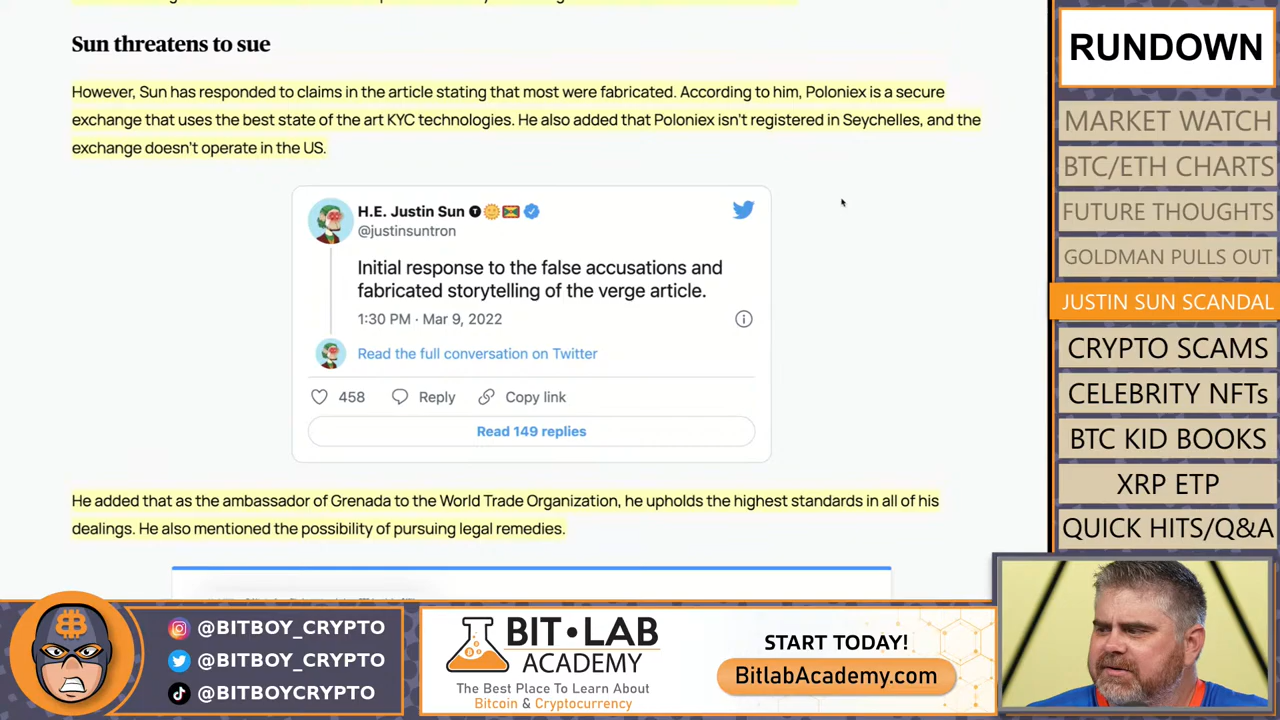 Sun threatens to sue
However, Sun has responded to claims in the article stating that most were fabricated. According to him, Poloniex is a secure
exchange that uses the best state of the art KYC technologies. He also added that Poloniex isn't registered in Seychelles, and the
exchange doesn't operate in the US.
H.E. Justin Sun
@justinsuntron
Initial response to the false accusations and
fabricated storytelling of the verge article.
1:30 PM · Mar 9, 2022
Read the full conversation on Twitter
458 Reply Copy link
Read 149 replies
He added that as the ambassador of Grenada to the World Trade Organization, he upholds the highest standards in all of his
dealings. He also mentioned the possibility of pursuing legal remedies.
RUNDOWN
MARKET WATCH
BTC/ETH CHARTS
FUTURE THOUGHTS
GOLDMAN PULLS OUT
JUSTIN SUN SCANDAL
CRYPTO SCAMS
CELEBRITY NFTs
BTC KID BOOKS
XRP ETP
QUICK HITS/Q&A
@BITBOY_CRYPTO
@BITBOY_CRYPTO
@BITBOYCRYPTO
BIT•LAB
ACADEMY
The Best Place To Learn About
Bitcoin & Cryptocurrency
START TODAY!
BitlabAcademy.com